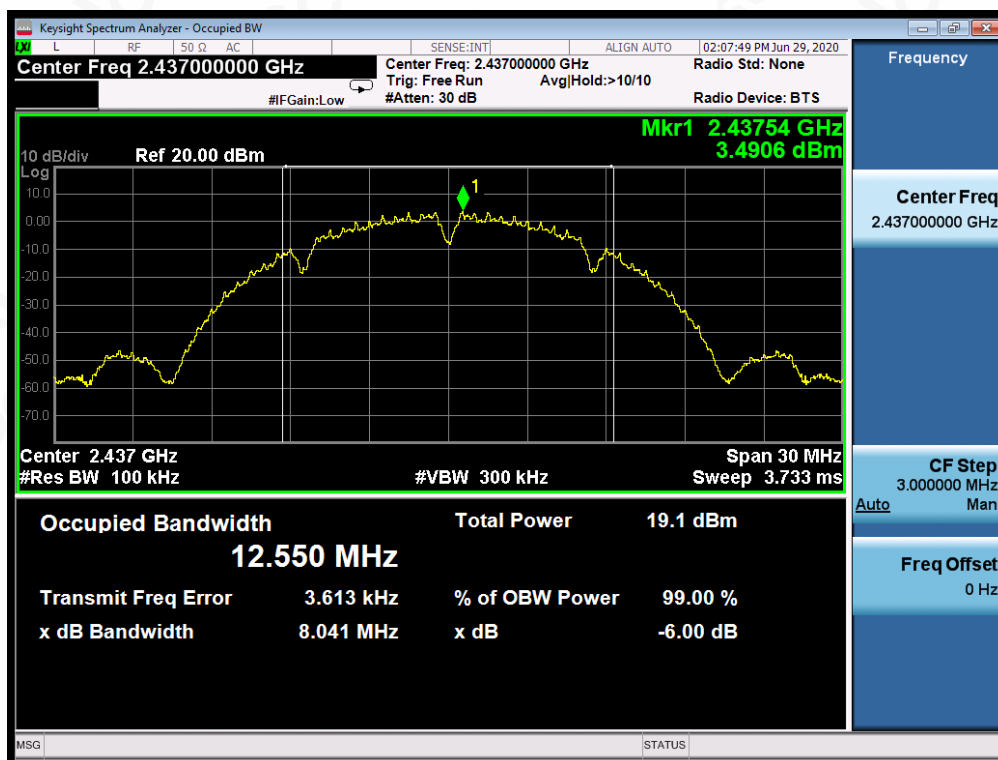 Keysight Spectrum Analyzer - Occupied BW
LXI L RF 50 Ω AC SENSE:INT ALIGN AUTO 02:07:49 PM Jun 29, 2020
Center Freq 2.437000000 GHz
Center Freq: 2.437000000 GHz
Radio Std: None
Trig: Free Run Avg|Hold:>10/10
#IFGain:Low
#Atten: 30 dB
Radio Device: BTS
Mkr1 2.43754 GHz
3.4906 dBm
10 dB/div Ref 20.00 dBm
Log
1
10.0
0.00
-10.0
-20.0
-30.0
-40.0
-50.0
-60.0
-70.0
Center 2.437 GHz Span 30 MHz
#Res BW 100 kHz #VBW 300 kHz Sweep 3.733 ms
Occupied Bandwidth Total Power 19.1 dBm
12.550 MHz
Transmit Freq Error 3.613 kHz % of OBW Power 99.00 %
x dB Bandwidth 8.041 MHz x dB -6.00 dB
MSG STATUS
Frequency
Center Freq
2.437000000 GHz
CF Step
3.000000 MHz
Auto Man
Freq Offset
0 Hz